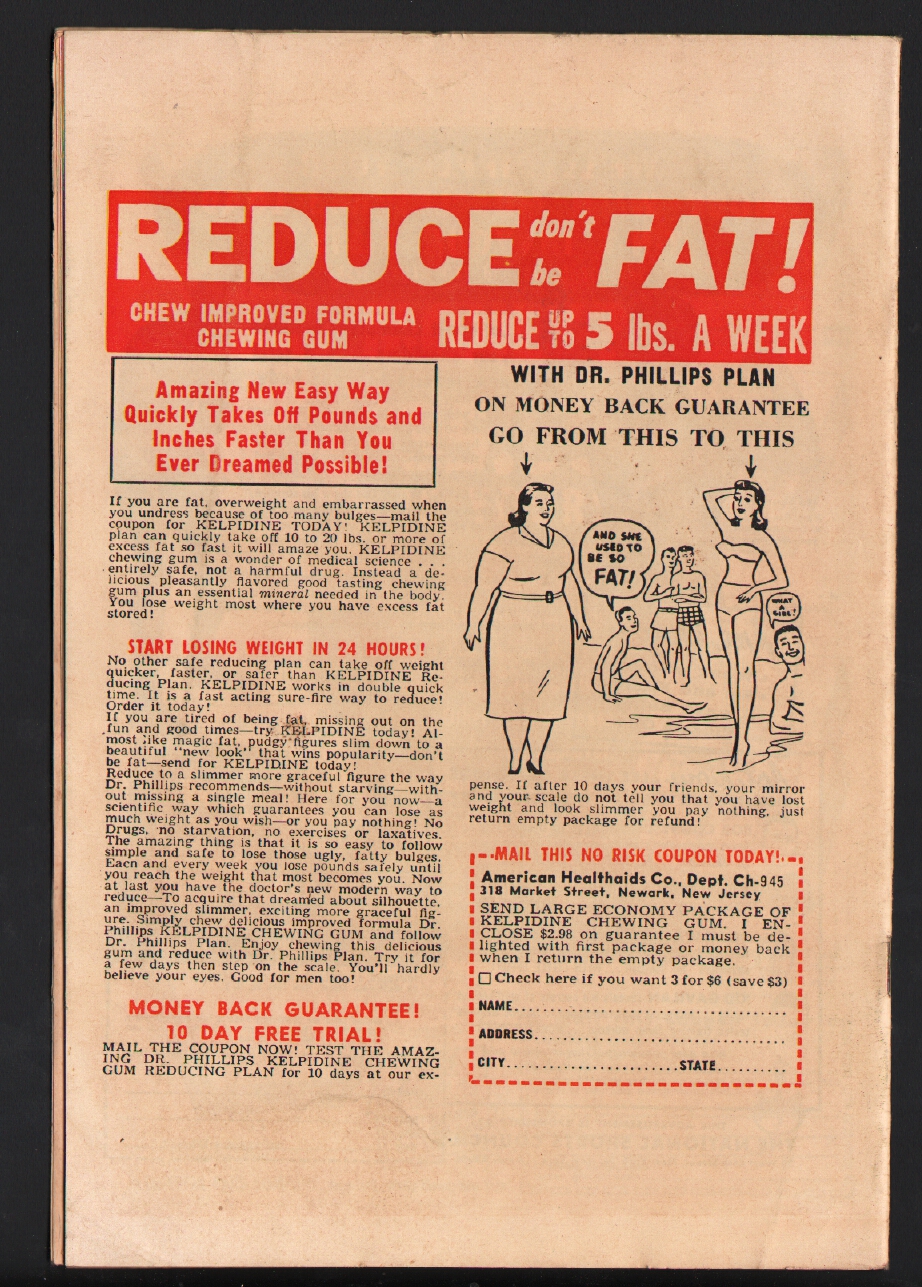 REDUCE don't be FAT!
CHEW IMPROVED FORMULA
CHEWING GUM
REDUCE UP TO 5 lbs. A WEEK
Amazing New Easy Way
Quickly Takes Off Pounds and
Inches Faster Than You
Ever Dreamed Possible!
If you are fat, overweight and embarrassed when
you undress because of too many bulges—mail the
coupon for KELPIDINE TODAY! KELPIDINE
plan can quickly take off 10 to 20 lbs. or more of
excess fat so fast it will amaze you. KELPIDINE
chewing gum is a wonder of medical science . . .
entirely safe, not a harmful drug. Instead a de-
licious pleasantly flavored good tasting chewing
gum plus an essential mineral needed in the body.
You lose weight most where you have excess fat
stored!
START LOSING WEIGHT IN 24 HOURS!
No other safe reducing plan can take off weight
quicker, faster, or safer than KELPIDINE Re-
ducing Plan. KELPIDINE works in double quick
time. It is a fast acting sure-fire way to reduce!
Order it today!
If you are tired of being fat, missing out on the
fun and good times—try KELPIDINE today! Al-
most like magic fat, pudgy figures slim down to a
beautiful "new look" that wins popularity—don't
be fat—send for KELPIDINE today!
Reduce to a slimmer more graceful figure the way
Dr. Phillips recommends—without starving—with-
out missing a single meal! Here for you now—a
scientific way which guarantees you can lose as
much weight as you wish—or you pay nothing! No
Drugs, no starvation, no exercises or laxatives.
The amazing thing is that it is so easy to follow
simple and safe to lose those ugly, fatty bulges.
Each and every week you lose pounds safely until
you reach the weight that most becomes you. Now
at last you have the doctor's new modern way to
reduce—To acquire that dreamed about silhouette,
an improved slimmer, exciting more graceful fig-
ure. Simply chew delicious improved formula Dr.
Phillips KELPIDINE CHEWING GUM and follow
Dr. Phillips Plan. Enjoy chewing this delicious
gum and reduce with Dr. Phillips Plan. Try it for
a few days then step on the scale. You'll hardly
believe your eyes. Good for men too!
MONEY BACK GUARANTEE!
10 DAY FREE TRIAL!
MAIL THE COUPON NOW! TEST THE AMAZ-
ING DR. PHILLIPS KELPIDINE CHEWING
GUM REDUCING PLAN for 10 days at our ex-
WITH DR. PHILLIPS PLAN
ON MONEY BACK GUARANTEE
GO FROM THIS TO THIS
AND SHE
USED TO
BE SO
FAT!
WHAT
A
GIRL!
pense. If after 10 days your friends, your mirror
and your scale do not tell you that you have lost
weight and look slimmer you pay nothing, just
return empty package for refund!
MAIL THIS NO RISK COUPON TODAY!
American Healthaids Co., Dept. Ch-945
318 Market Street, Newark, New Jersey
SEND LARGE ECONOMY PACKAGE OF
KELPIDINE CHEWING GUM. I EN-
CLOSE $2.98 on guarantee I must be de-
lighted with first package or money back
when I return the empty package.
☐ Check here if you want 3 for $6 (save $3)
NAME
ADDRESS
CITY STATE